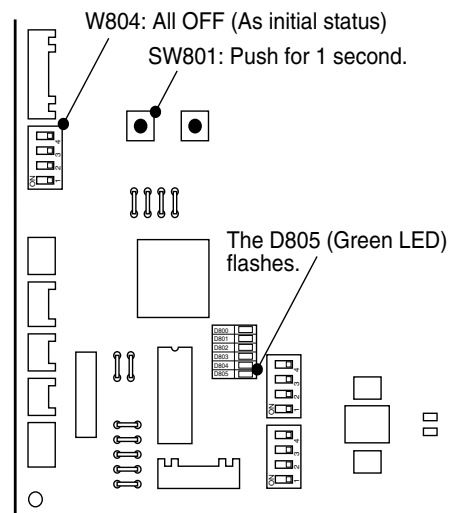 W804: All OFF (As initial status)
SW801: Push for 1 second.
4
3
2
1
ON
The D805 (Green LED)
flashes.
D800
D801
D802
D803
D804
D805
4
3
2
1
ON
4
3
2
1
ON